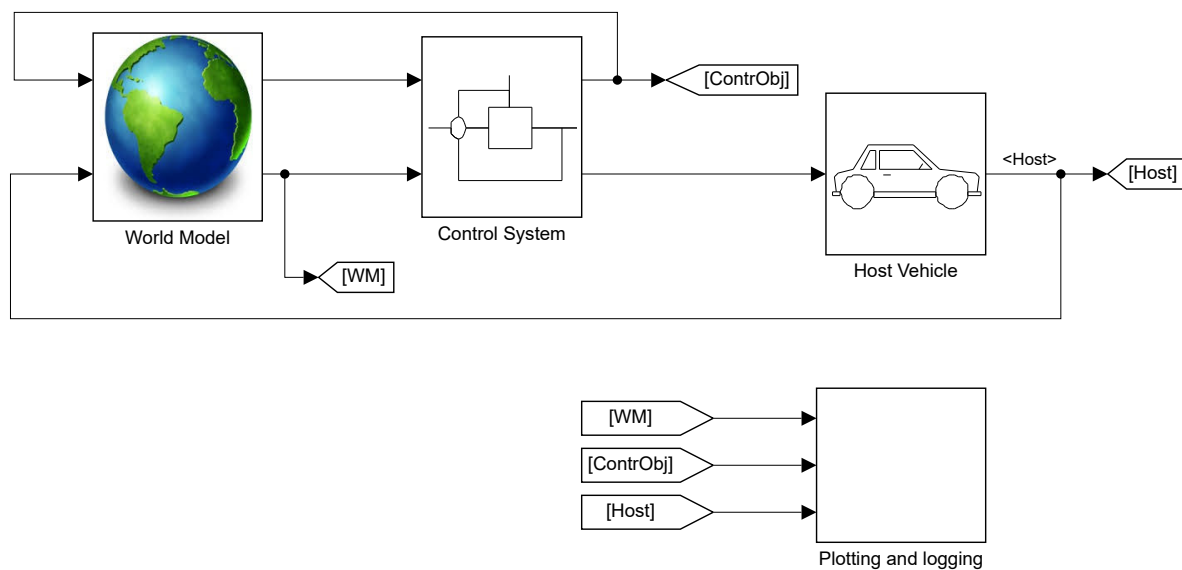 [ContrObj]
<Host>
[Host]
World Model
Control System
[WM]
Host Vehicle
[WM]
[ContrObj]
[Host]
Plotting and logging